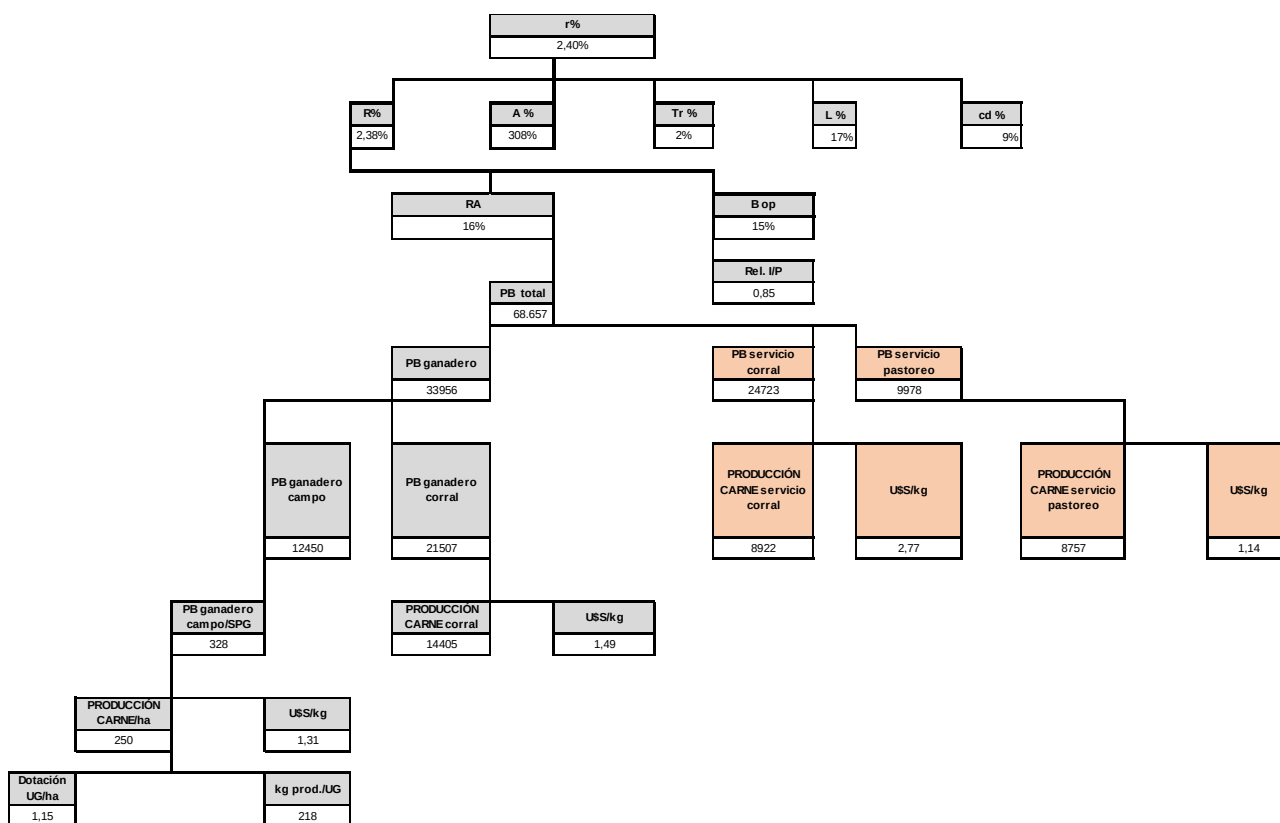 r%
2,40%
R%
A %
Tr %
L %
cd %
2,38%
308%
2%
17%
9%
RA
B op
16%
15%
Rel. I/P
0,85
PB total
68.657
PB ganadero
33956
PB servicio
corral
24723
PB servicio
pastoreo
9978
PB ganadero
campo
12450
PB ganadero
corral
21507
PRODUCCIÓN
CARNE servicio
corral
8922
U$S/kg
2,77
PRODUCCIÓN
CARNE servicio
pastoreo
8757
U$S/kg
1,14
PB ganadero
campo/SPG
328
PRODUCCIÓN
CARNE corral
14405
U$S/kg
1,49
PRODUCCIÓN
CARNE/ha
250
U$S/kg
1,31
Dotación
UG/ha
1,15
kg prod./UG
218